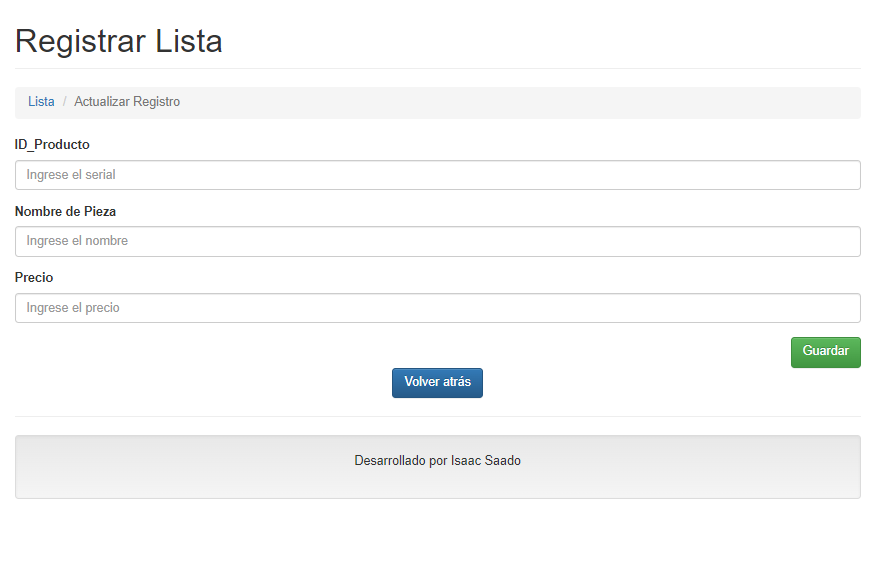 Registrar Lista
Lista / Actualizar Registro
ID_Producto
Ingrese el serial
Nombre de Pieza
Ingrese el nombre
Precio
Ingrese el precio
Guardar
Volver atrás
Desarrollado por Isaac Saado